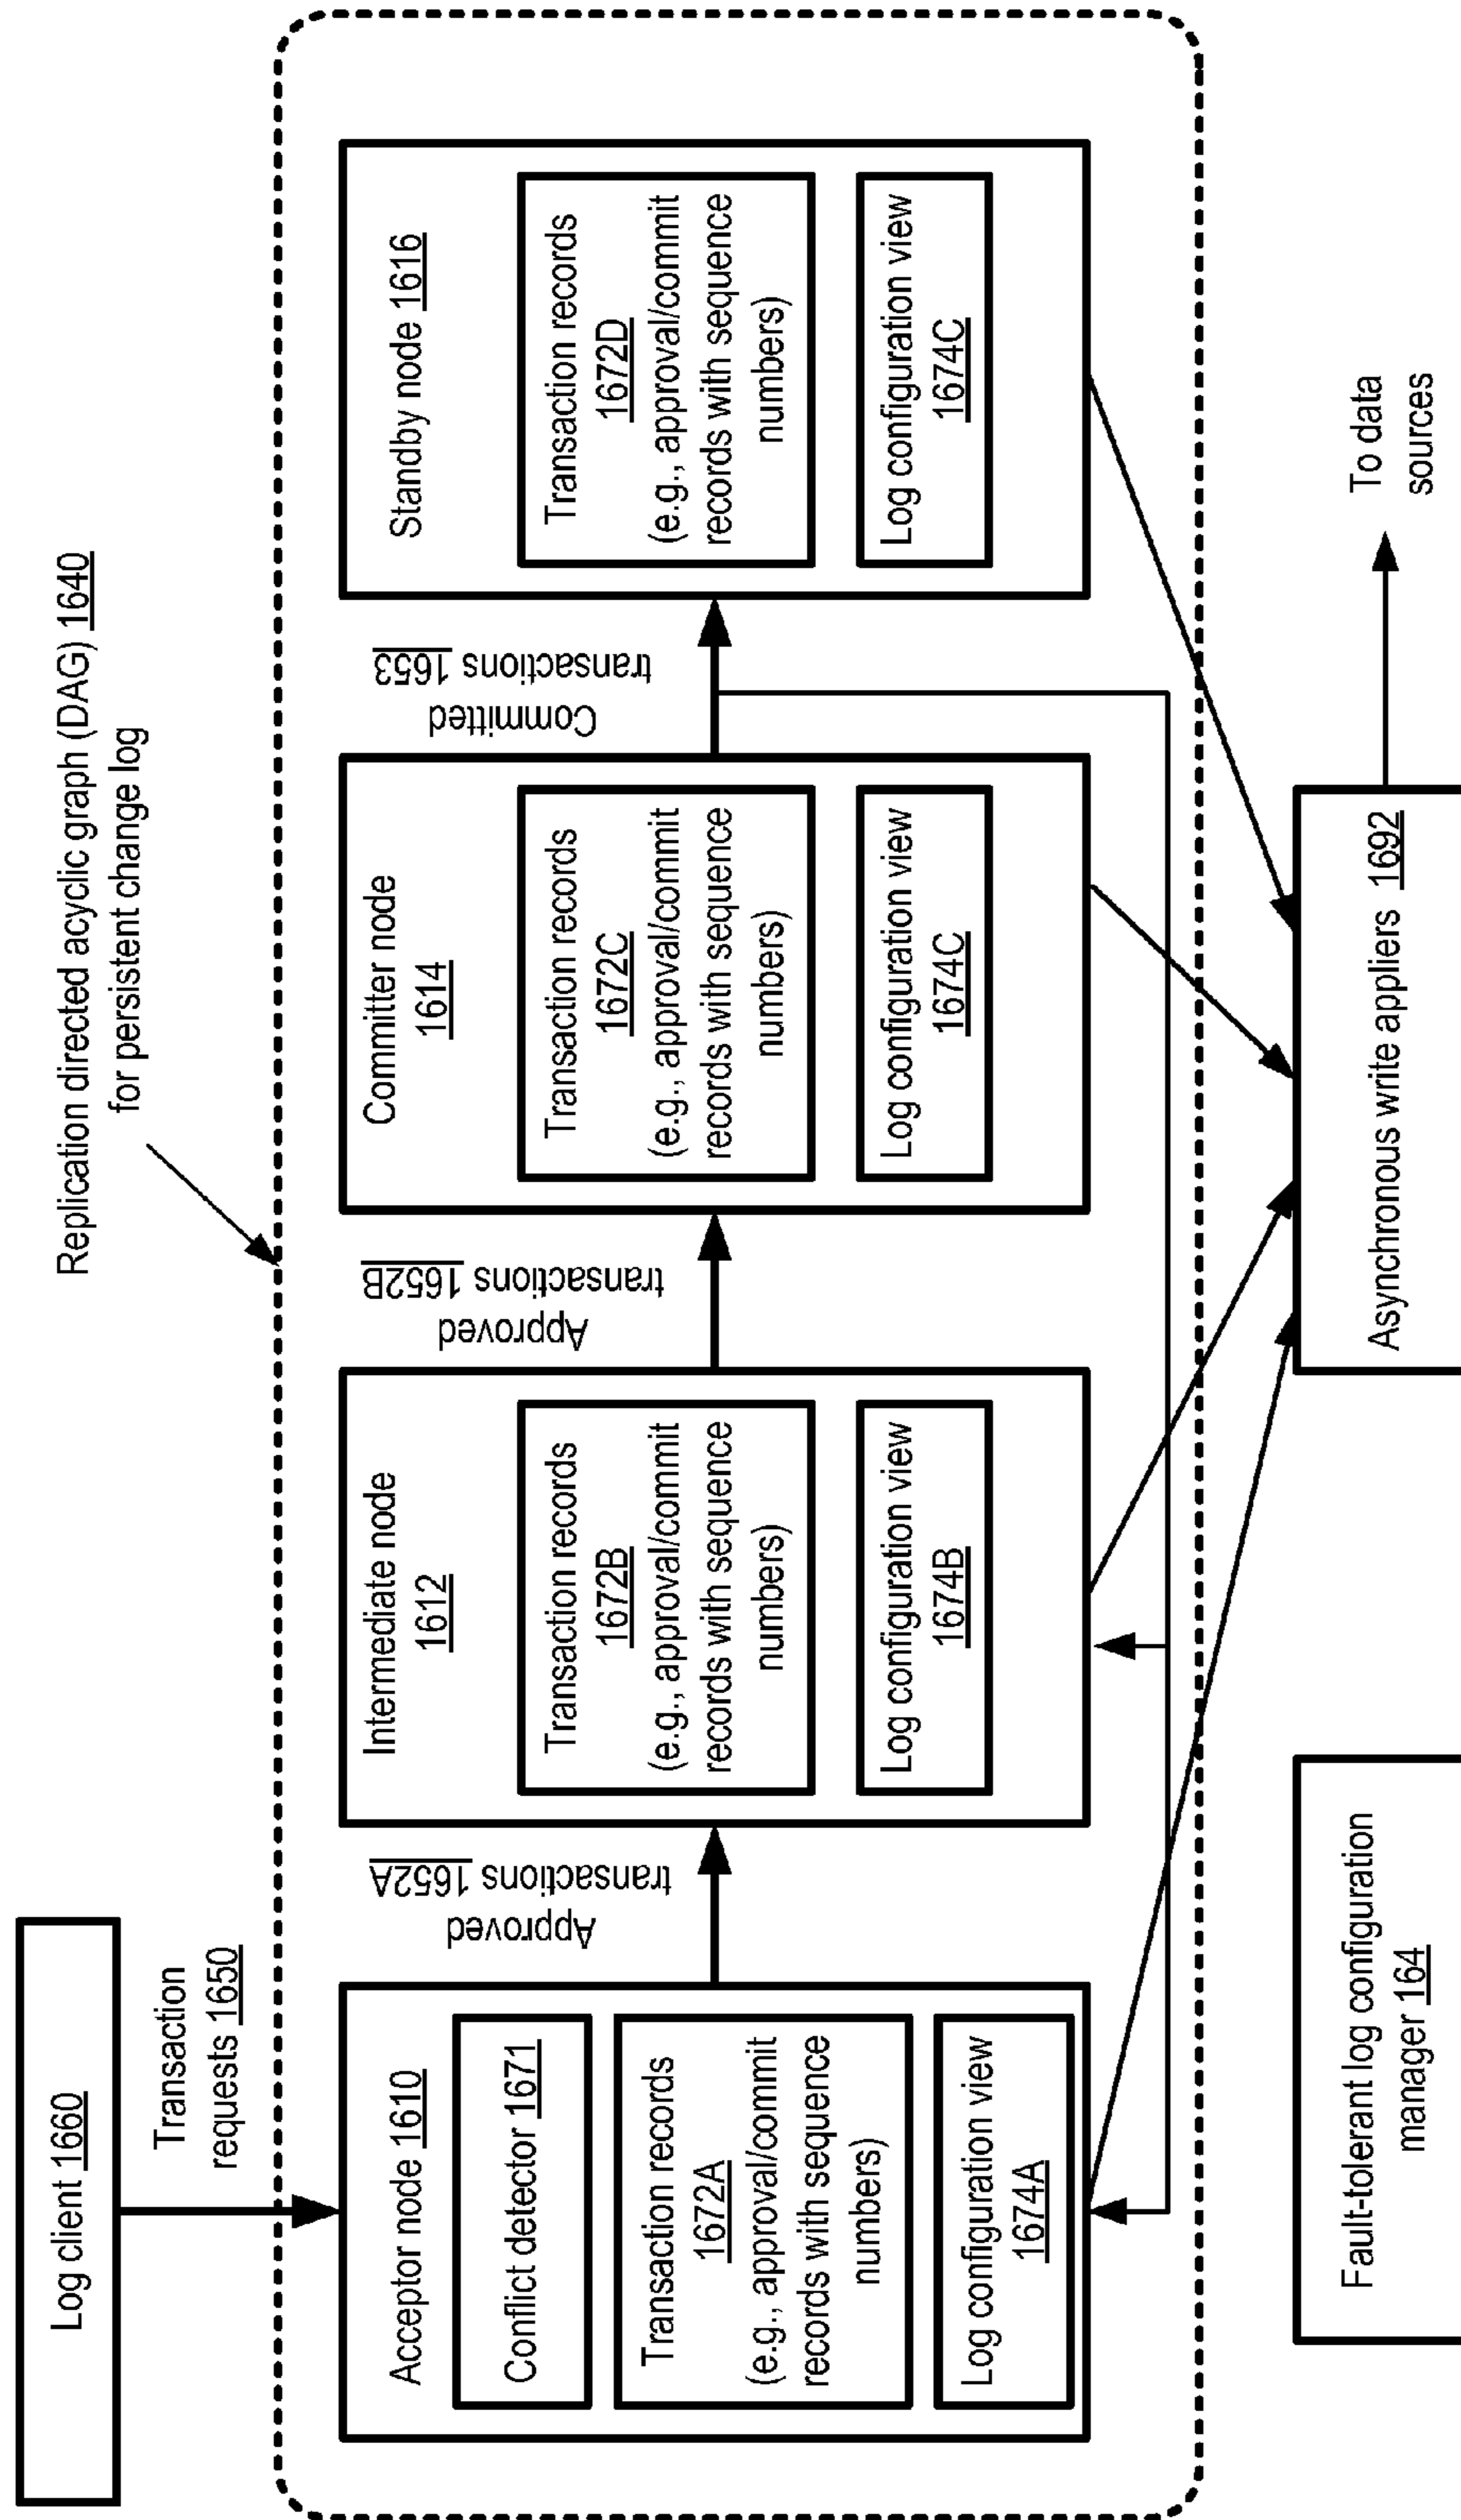 Log client 1660
Transaction
requests 1650
Replication directed acyclic graph (DAG) 1640
for persistent change log
Acceptor node 1610
Conflict detector 1671
Transaction records
1672A
(e.g., approval/commit
records with sequence
numbers)
Log configuration view
1674A
Approved
transactions 1652A
Intermediate node
1612
Transaction records
1672B
(e.g., approval/commit
records with sequence
numbers)
Log configuration view
1674B
Approved
transactions 1652B
Committer node
1614
Transaction records
1672C
(e.g., approval/commit
records with sequence
numbers)
Log configuration view
1674C
Committed
transactions 1653
Standby node 1616
Transaction records
1672D
(e.g., approval/commit
records with sequence
numbers)
Log configuration view
1674C
Fault-tolerant log configuration
manager 164
Asynchronous write appliers 1692
To data
sources